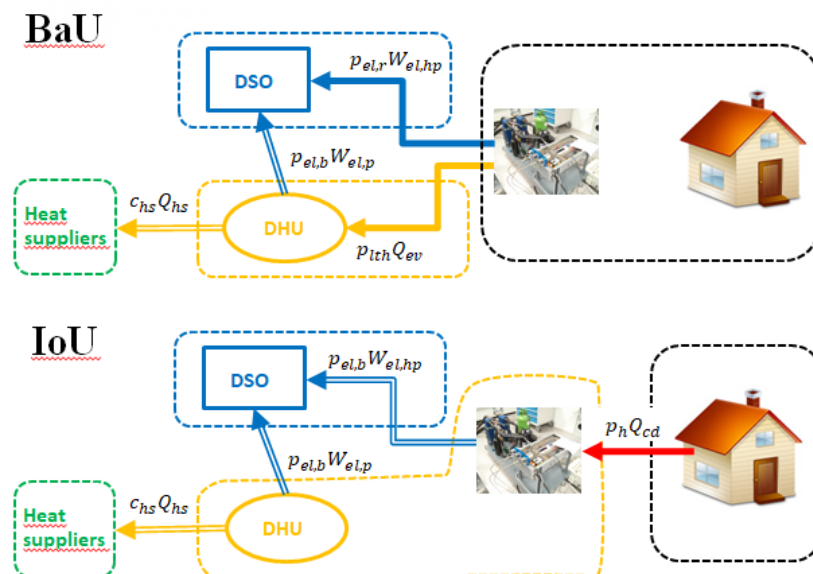 BaU
DSO
p_{el,r}W_{el,hp}
p_{el,b}W_{el,p}
c_{hs}Q_{hs}
Heat
suppliers
DHU
p_{lth}Q_{ev}
IoU
DSO
p_{el,b}W_{el,hp}
p_hQ_{cd}
p_{el,b}W_{el,p}
c_{hs}Q_{hs}
Heat
suppliers
DHU